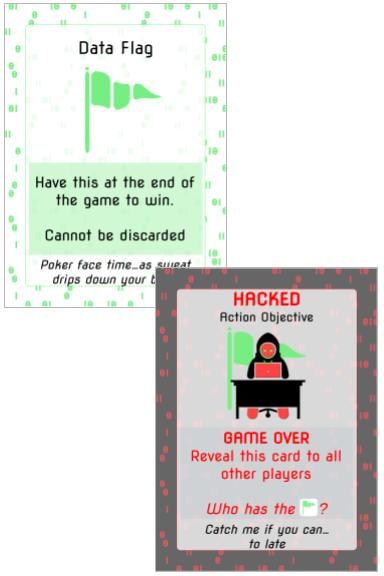 Data Flag
Have this at the end of
the game to win.
Cannot be discarded
Poker face time...as sweat
drips down your
HACKED
Action Objective
GAME OVER
Reveal this card to all
other players
Who has the ?
Catch me if you can...
to late